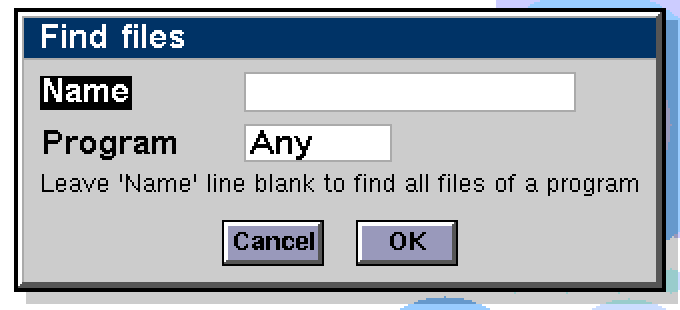 Find files
Name
Program Any
Leave 'Name' line blank to find all files of a program
Cancel OK